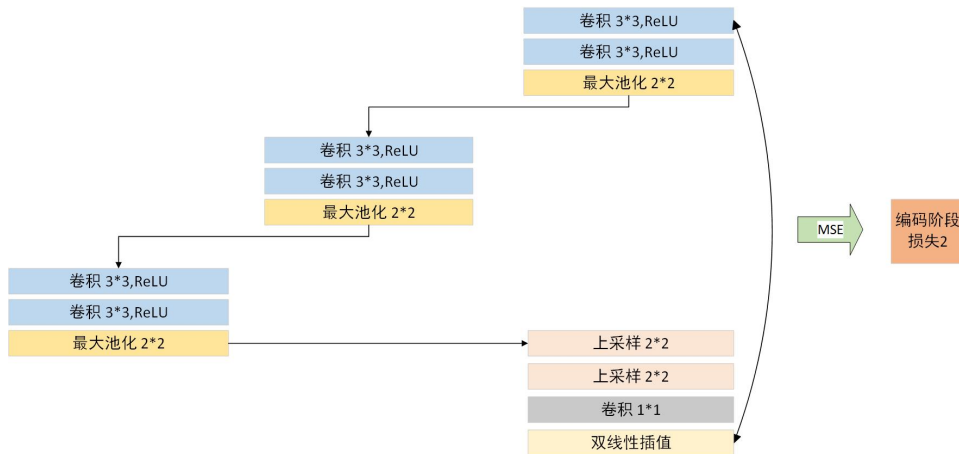 卷积 3*3,ReLU
卷积 3*3,ReLU
最大池化 2*2
卷积 3*3,ReLU
卷积 3*3,ReLU
最大池化 2*2
MSE
编码阶段
损失2
卷积 3*3,ReLU
卷积 3*3,ReLU
最大池化 2*2
上采样 2*2
上采样 2*2
卷积 1*1
双线性插值